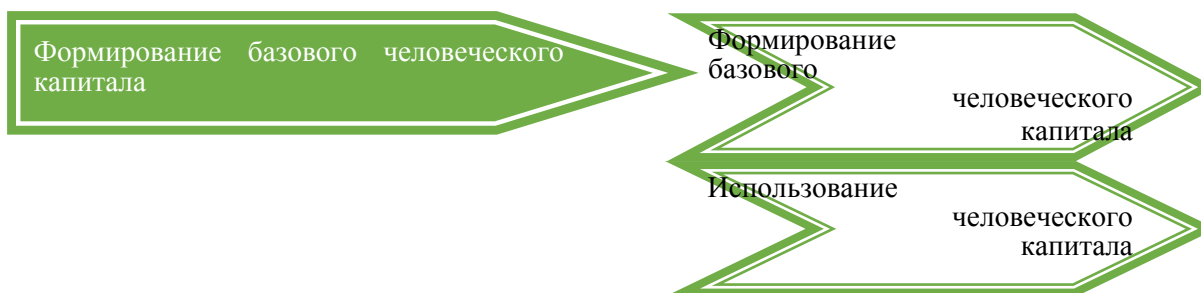 Формирование базового человеческого
капитала
Формирование
базового
человеческого
капитала
Использование
человеческого
капитала